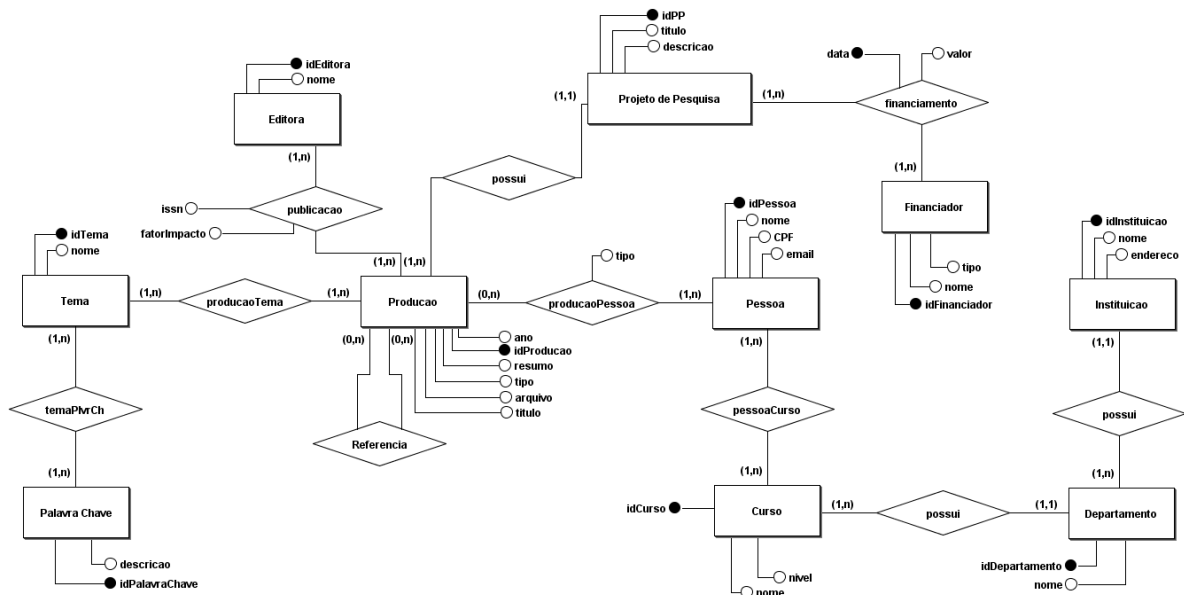 idPP
titulo
descricao
data
valor
idEditora
nome
(1,1)
Projeto de Pesquisa
(1,n)
financiamento
Editora
(1,n)
possui
(1,n)
idPessoa
Financiador
issn
publicacao
nome
idInstituicao
fatorImpacto
CPF
nome
idTema
tipo
email
endereco
nome
(1,n)
(1,n)
tipo
nome
Tema
(1,n)
producaoTema
(1,n)
Producao
(0,n)
producaoPessoa
(1,n)
Pessoa
idFinanciador
Instituicao
(1,n)
(0,n)
(0,n)
ano
(1,n)
(1,1)
idProducao
resumo
tipo
arquivo
temaPlvrCh
titulo
pessoaCurso
possui
Referencia
(1,n)
(1,n)
(1,n)
idCurso
Palavra Chave
Curso
(1,n)
possui
(1,1)
Departamento
descricao
idDepartamento
idPalavraChave
nivel
nome
nome